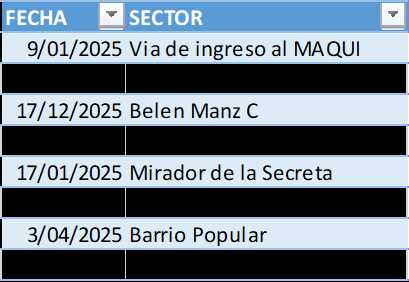 FECHA SECTOR
9/01/2025 Via de ingreso al MAQUI
17/12/2025 Belen Manz C
17/01/2025 Mirador de la Secreta
3/04/2025 Barrio Popular